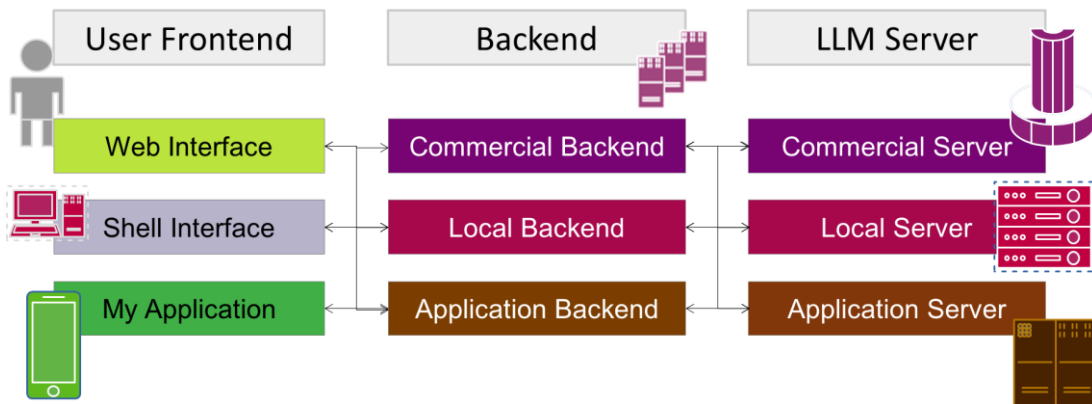 User Frontend
Backend
LLM Server
Web Interface
Commercial Backend
Commercial Server
Shell Interface
Local Backend
Local Server
My Application
Application Backend
Application Server